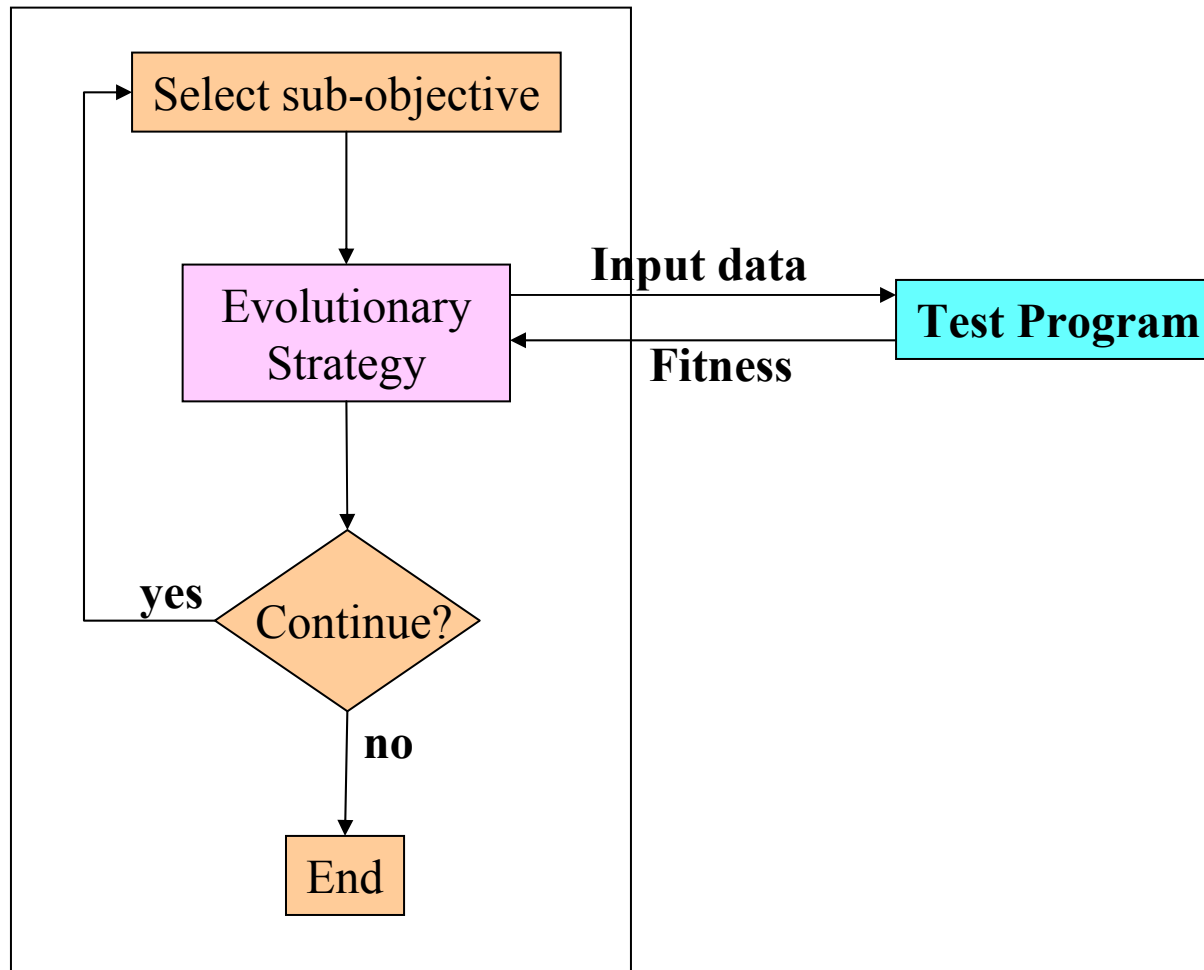 Select sub-objective
Evolutionary
Strategy
Input data
Fitness
Test Program
yes
Continue?
no
End